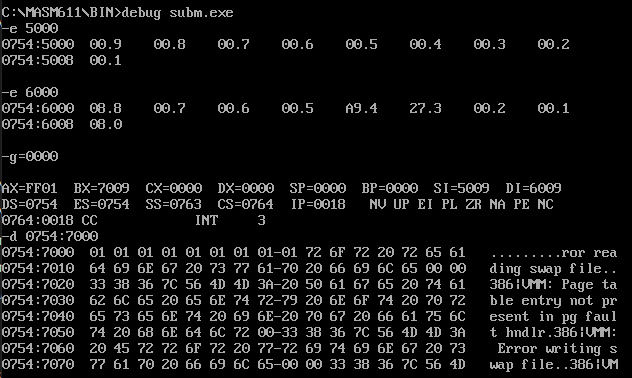 C:\MASM611\BIN>debug subm.exe
-e 5000
0754:5000  00.9    00.8    00.7    00.6    00.5    00.4    00.3    00.2
0754:5008  00.1
-e 6000
0754:6000  08.8    00.7    00.6    00.5    A9.4    27.3    00.2    00.1
0754:6008  08.0
-g=0000
AX=FF01  BX=7009  CX=0000  DX=0000  SP=0000  BP=0000  SI=5009  DI=6009
DS=0754  ES=0754  SS=0763  CS=0764  IP=0018   NV UP EI PL ZR NA PE NC
0764:0018 CC            INT     3
-d 0754:7000
0754:7000  01 01 01 01 01 01 01 01-01 72 6F 72 20 72 65 61   .........ror rea
0754:7010  64 69 6E 67 20 73 77 61-70 20 66 69 6C 65 00 00   ding swap file..
0754:7020  33 38 36 7C 56 4D 4D 3A-20 50 61 67 65 20 74 61   386|VMM: Page ta
0754:7030  62 6C 65 20 65 6E 74 72-79 20 6E 6F 74 20 70 72   ble entry not pr
0754:7040  65 73 65 6E 74 20 69 6E-20 70 67 20 66 61 75 6C   esent in pg faul
0754:7050  74 20 68 6E 64 6C 72 00-33 38 36 7C 56 4D 4D 3A   t hndlr.386|VMM:
0754:7060  20 45 72 72 6F 72 20 77-72 69 74 69 6E 67 20 73    Error writing s
0754:7070  77 61 70 20 66 69 6C 65-00 00 33 38 36 7C 56 4D   wap file..386|VM